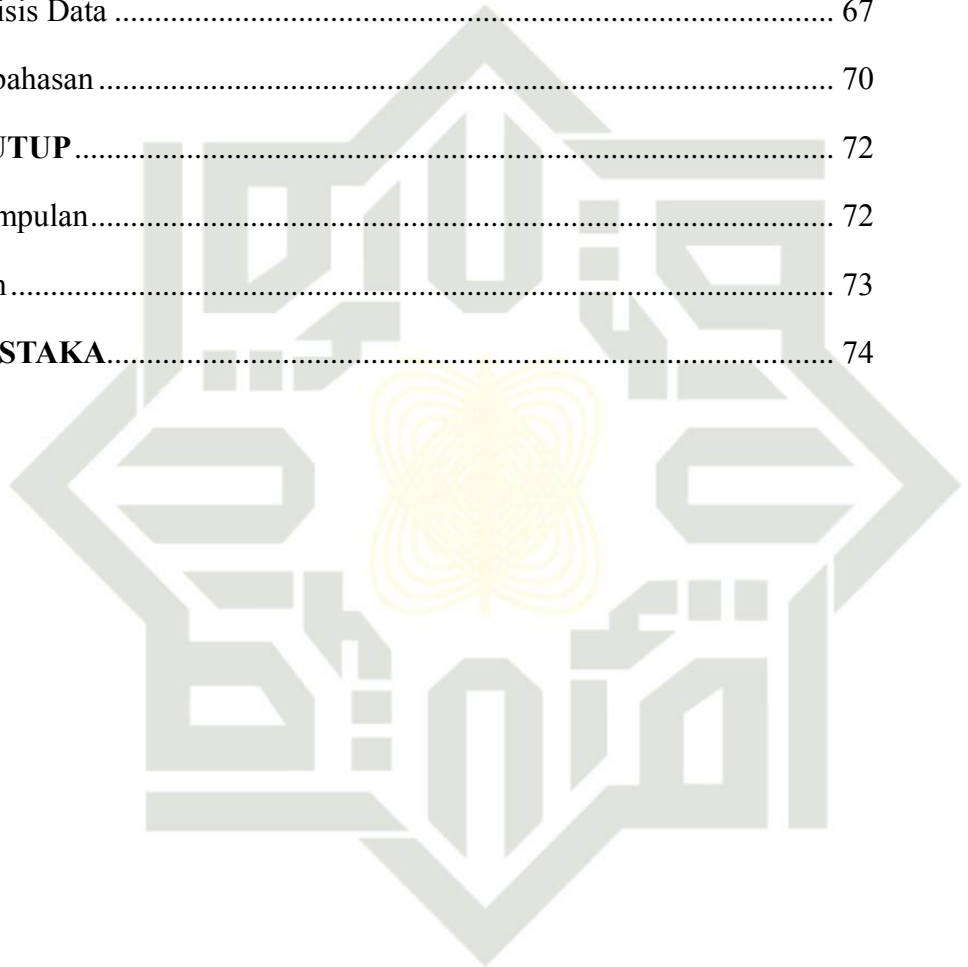 isis Data ........................................................................................ 67
bahasan .......................................................................................... 70
UTUP ............................................................................................. 72
mpulan ........................................................................................... 72
n ..................................................................................................... 73
STAKA .......................................................................................... 74